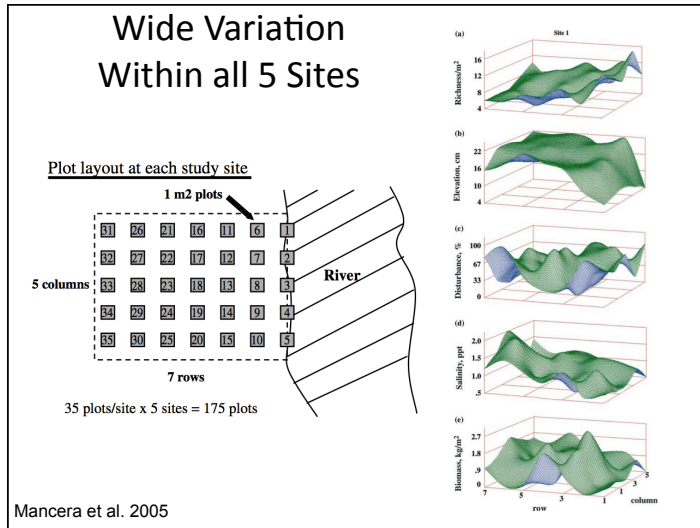 Wide Variation
Within all 5 Sites
Plot layout at each study site
1 m2 plots
31 26 21 16 11 6 1
32 27 22 17 12 7 2
33 28 23 18 13 8 3
34 29 24 19 14 9 4
35 30 25 20 15 10 5
5 columns
River
7 rows
35 plots/site x 5 sites = 175 plots
Mancera et al. 2005
(a)
Site 1
Richness/m²
16
12
8
4
(b)
Elevation, cm
22
16
10
4
(c)
Disturbance, %
100
67
33
0
(d)
Salinity, ppt
2.0
1.5
1.0
.5
(e)
Biomass, kg/m²
2.7
1.8
0.9
0
7
5
3
1
row
1
3
5
column